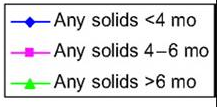 Any solids <4 mo
Any solids 4–6 mo
Any solids >6 mo